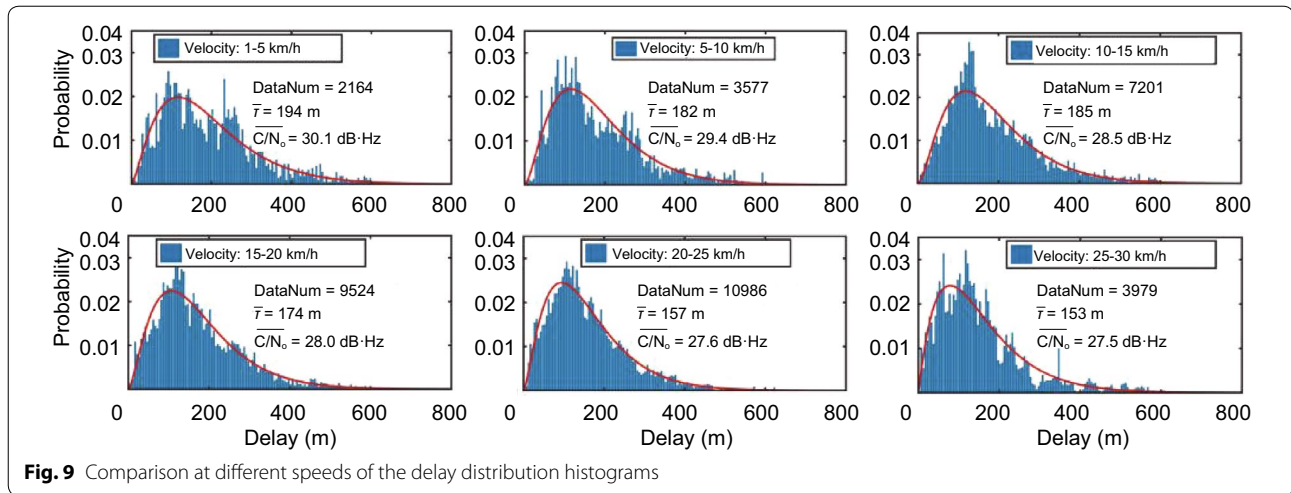 Probability
0.04
0.03
0.02
0.01
Velocity: 1-5 km/h
DataNum = 2164
τ̅ = 194 m
C/Nₒ = 30.1 dB·Hz
0 200 400 600 800
0.04
0.03
0.02
0.01
Velocity: 5-10 km/h
DataNum = 3577
τ̅ = 182 m
C/Nₒ = 29.4 dB·Hz
0 200 400 600 800
0.04
0.03
0.02
0.01
Velocity: 10-15 km/h
DataNum = 7201
τ̅ = 185 m
C/Nₒ = 28.5 dB·Hz
0 200 400 600 800
Probability
0.04
0.03
0.02
0.01
Velocity: 15-20 km/h
DataNum = 9524
τ̅ = 174 m
C/Nₒ = 28.0 dB·Hz
0 200 400 600 800
Delay (m)
0.04
0.03
0.02
0.01
Velocity: 20-25 km/h
DataNum = 10986
τ̅ = 157 m
C/Nₒ = 27.6 dB·Hz
0 200 400 600 800
Delay (m)
0.04
0.03
0.02
0.01
Velocity: 25-30 km/h
DataNum = 3979
τ̅ = 153 m
C/Nₒ = 27.5 dB·Hz
0 200 400 600 800
Delay (m)
Fig. 9 Comparison at different speeds of the delay distribution histograms